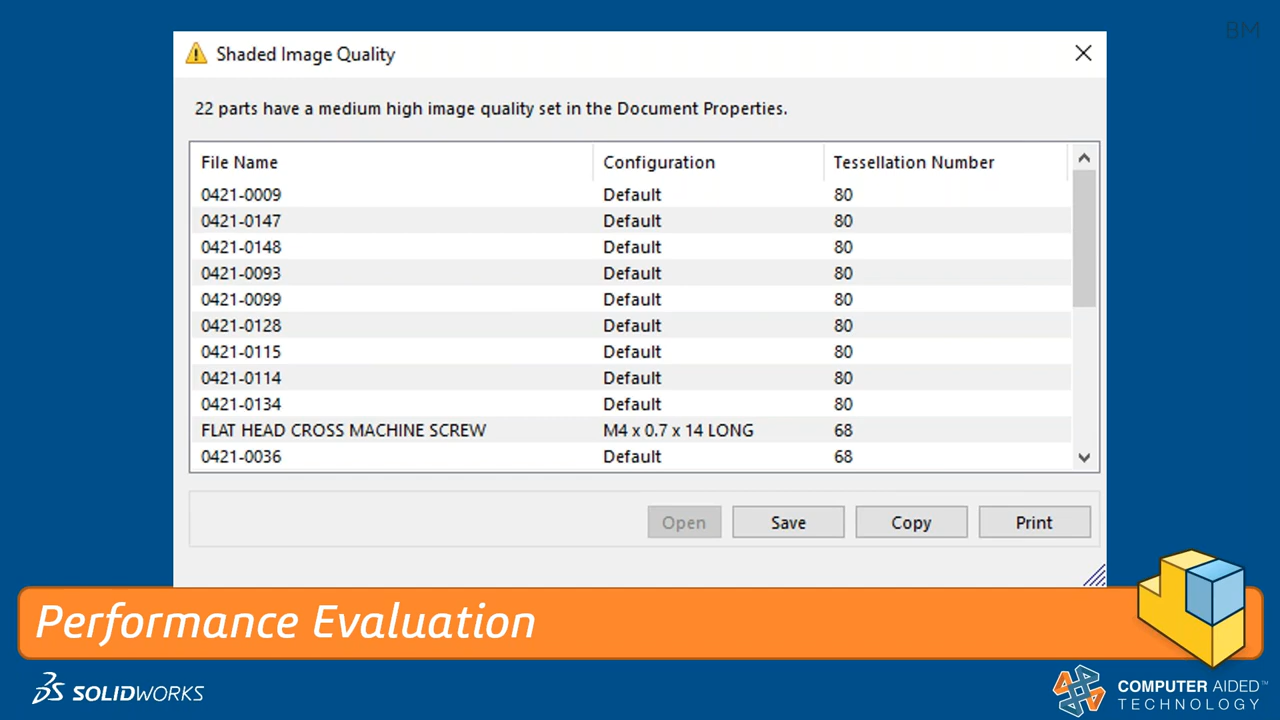 BM
Shaded Image Quality
22 parts have a medium high image quality set in the Document Properties.
File Name Configuration Tessellation Number
0421-0009 Default 80
0421-0147 Default 80
0421-0148 Default 80
0421-0093 Default 80
0421-0099 Default 80
0421-0128 Default 80
0421-0115 Default 80
0421-0114 Default 80
0421-0134 Default 80
FLAT HEAD CROSS MACHINE SCREW M4 x 0.7 x 14 LONG 68
0421-0036 Default 68
Open Save Copy Print
Performance Evaluation
SOLIDWORKS
COMPUTER AIDED™
TECHNOLOGY